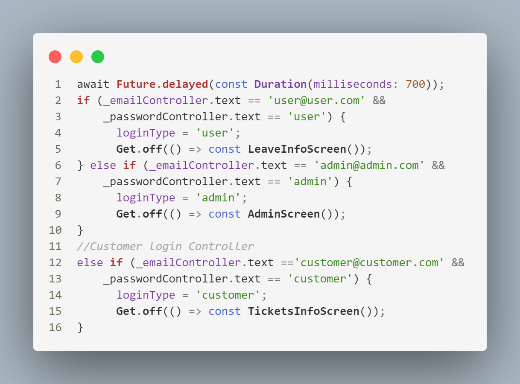 1 await Future.delayed(const Duration(milliseconds: 700));
2 if (_emailController.text == 'user@user.com' &&
3     _passwordController.text == 'user') {
4       loginType = 'user';
5       Get.off(() => const LeaveInfoScreen());
6 } else if (_emailController.text == 'admin@admin.com' &&
7     _passwordController.text == 'admin') {
8       loginType = 'admin';
9       Get.off(() => const AdminScreen());
10 }
11 //Customer login Controller
12 else if (_emailController.text =='customer@customer.com' &&
13     _passwordController.text == 'customer') {
14       loginType = 'customer';
15       Get.off(() => const TicketsInfoScreen());
16 }